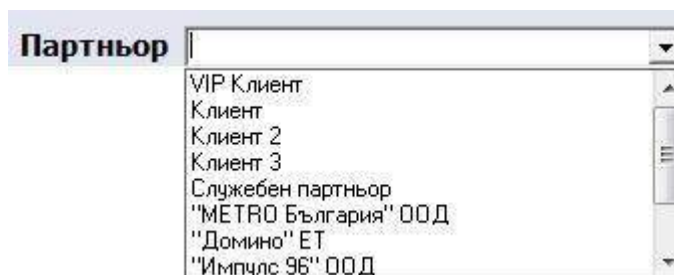 Партньор
VIP Клиент
Клиент
Клиент 2
Клиент 3
Служебен партньор
"METRO България" ООД
"Домино" ЕТ
"Импулс 96" ООД